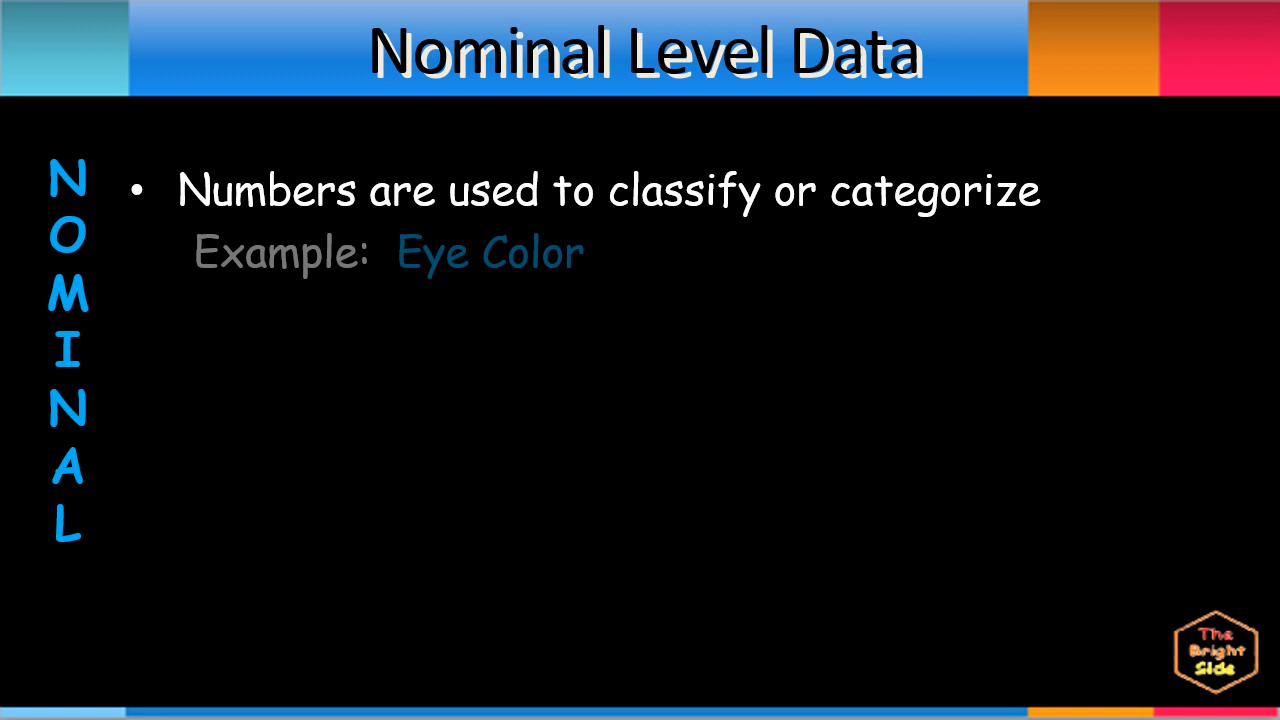 Nominal Level Data
N
O
M
I
N
A
L
• Numbers are used to classify or categorize
Example: Eye Color
The
Bright
Side